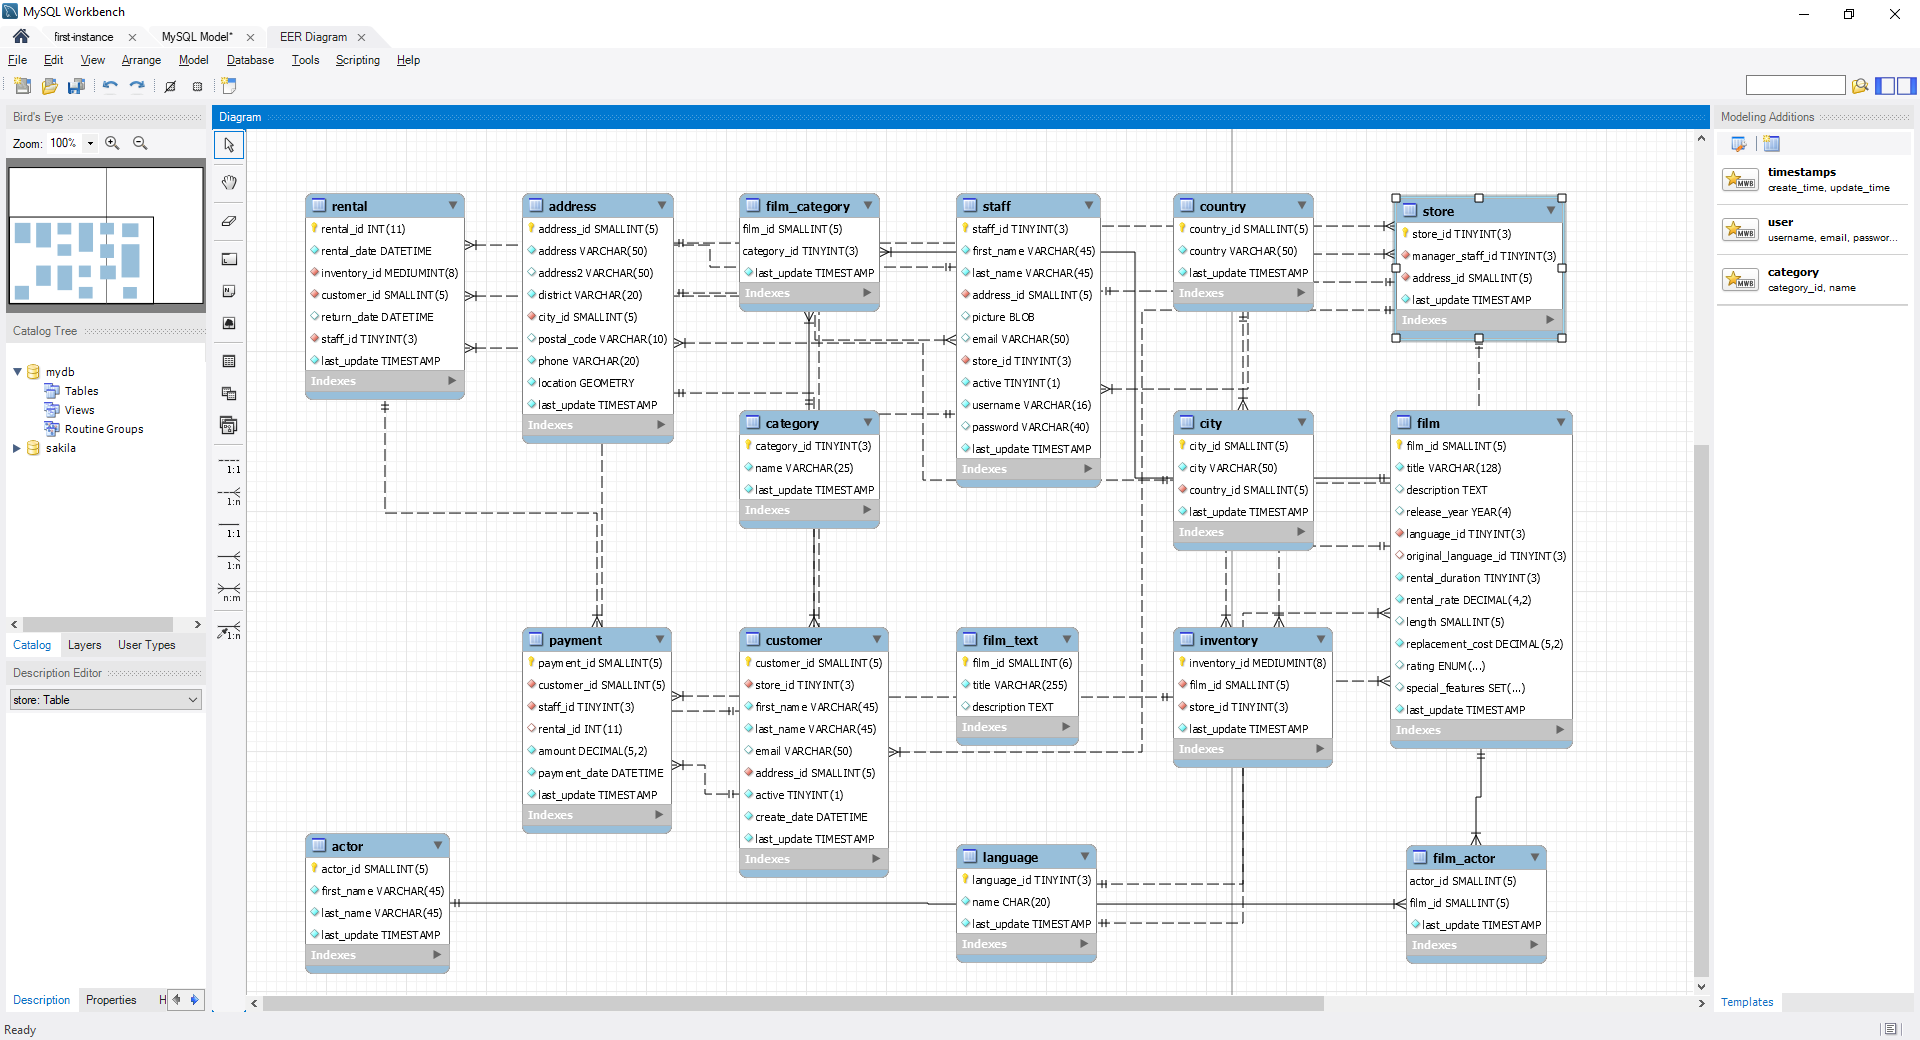 MySQL Workbench
first-instance
MySQL Model*
EER Diagram
File Edit View Arrange Model Database Tools Scripting Help
Bird's Eye
Zoom: 100%
Catalog Tree
mydb
Tables
Views
Routine Groups
sakila
Catalog Layers User Types
Description Editor
store: Table
Description Properties H
Ready
Diagram
1:1
1:n
1:1
1:n
n:m
1:n
rental
rental_id INT(11)
rental_date DATETIME
inventory_id MEDIUMINT(8)
customer_id SMALLINT(5)
return_date DATETIME
staff_id TINYINT(3)
last_update TIMESTAMP
Indexes
address
address_id SMALLINT(5)
address VARCHAR(50)
address2 VARCHAR(50)
district VARCHAR(20)
city_id SMALLINT(5)
postal_code VARCHAR(10)
phone VARCHAR(20)
location GEOMETRY
last_update TIMESTAMP
Indexes
film_category
film_id SMALLINT(5)
category_id TINYINT(3)
last_update TIMESTAMP
Indexes
staff
staff_id TINYINT(3)
first_name VARCHAR(45)
last_name VARCHAR(45)
address_id SMALLINT(5)
picture BLOB
email VARCHAR(50)
store_id TINYINT(3)
active TINYINT(1)
username VARCHAR(16)
password VARCHAR(40)
last_update TIMESTAMP
Indexes
country
country_id SMALLINT(5)
country VARCHAR(50)
last_update TIMESTAMP
Indexes
store
store_id TINYINT(3)
manager_staff_id TINYINT(3)
address_id SMALLINT(5)
last_update TIMESTAMP
Indexes
category
category_id TINYINT(3)
name VARCHAR(25)
last_update TIMESTAMP
Indexes
city
city_id SMALLINT(5)
city VARCHAR(50)
country_id SMALLINT(5)
last_update TIMESTAMP
Indexes
film
film_id SMALLINT(5)
title VARCHAR(128)
description TEXT
release_year YEAR(4)
language_id TINYINT(3)
original_language_id TINYINT(3)
rental_duration TINYINT(3)
rental_rate DECIMAL(4,2)
length SMALLINT(5)
replacement_cost DECIMAL(5,2)
rating ENUM(...)
special_features SET(...)
last_update TIMESTAMP
Indexes
payment
payment_id SMALLINT(5)
customer_id SMALLINT(5)
staff_id TINYINT(3)
rental_id INT(11)
amount DECIMAL(5,2)
payment_date DATETIME
last_update TIMESTAMP
Indexes
customer
customer_id SMALLINT(5)
store_id TINYINT(3)
first_name VARCHAR(45)
last_name VARCHAR(45)
email VARCHAR(50)
address_id SMALLINT(5)
active TINYINT(1)
create_date DATETIME
last_update TIMESTAMP
Indexes
film_text
film_id SMALLINT(6)
title VARCHAR(255)
description TEXT
Indexes
inventory
inventory_id MEDIUMINT(8)
film_id SMALLINT(5)
store_id TINYINT(3)
last_update TIMESTAMP
Indexes
actor
actor_id SMALLINT(5)
first_name VARCHAR(45)
last_name VARCHAR(45)
last_update TIMESTAMP
Indexes
language
language_id TINYINT(3)
name CHAR(20)
last_update TIMESTAMP
Indexes
film_actor
actor_id SMALLINT(5)
film_id SMALLINT(5)
last_update TIMESTAMP
Indexes
Modeling Additions
MWB
timestamps
create_time, update_time
MWB
user
username, email, passwor...
MWB
category
category_id, name
Templates